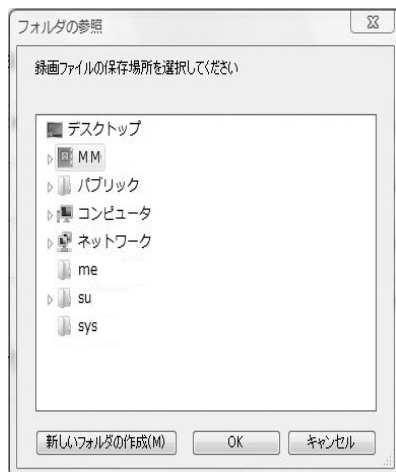 フォルダの参照
録画ファイルの保存場所を選択してください
デスクトップ
MM
パブリック
コンピュータ
ネットワーク
me
su
sys
新しいフォルダの作成(M)
OK
キャンセル